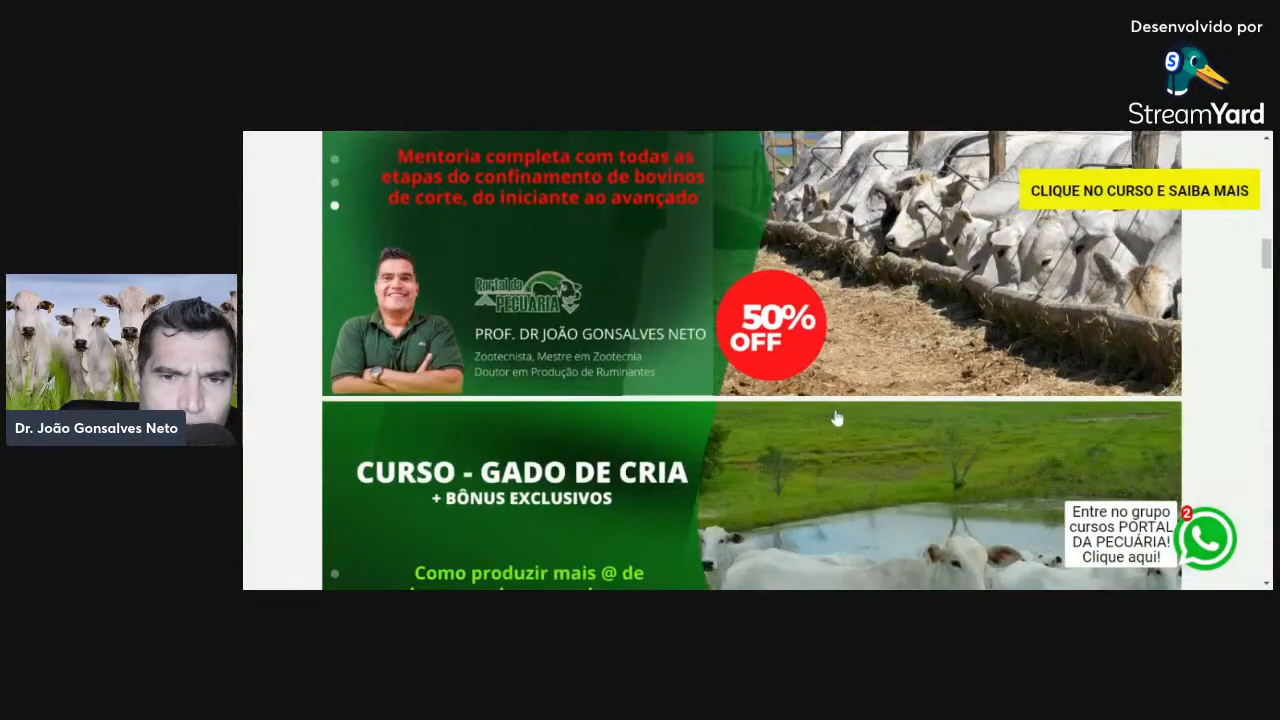 Desenvolvido por
StreamYard
Mentoria completa com todas as
etapas do confinamento de bovinos
de corte, do iniciante ao avançado
CLIQUE NO CURSO E SAIBA MAIS
Portal da
PECUÁRIA
PROF. DR JOÃO GONSALVES NETO
Zootecnista, Mestre em Zootecnia
Doutor em Produção de Ruminantes
50%
OFF
Dr. João Gonsalves Neto
CURSO - GADO DE CRIA
+ BÔNUS EXCLUSIVOS
Como produzir mais @ de
Entre no grupo
cursos PORTAL
DA PECUÁRIA!
Clique aqui!
2